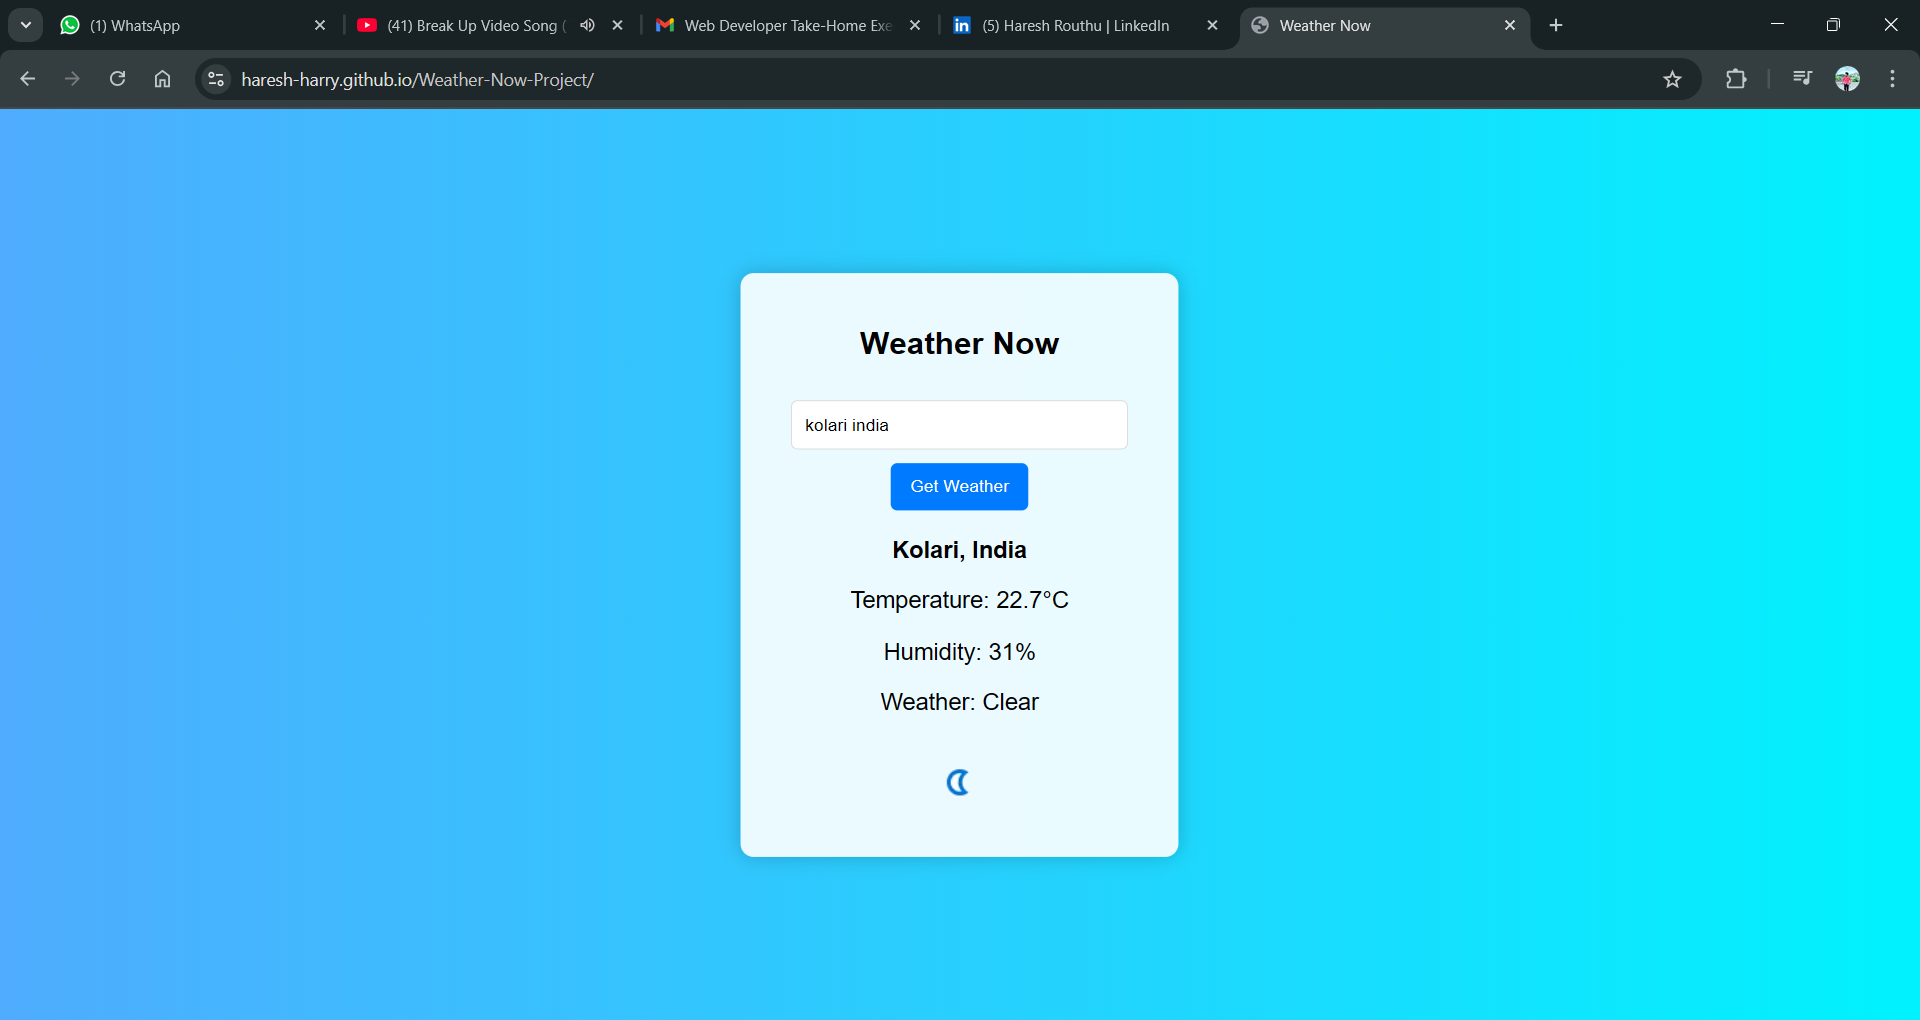 (1) WhatsApp
(41) Break Up Video Song (
Web Developer Take-Home Exe
(5) Haresh Routhu | LinkedIn
Weather Now
haresh-harry.github.io/Weather-Now-Project/
Weather Now
kolari india
Get Weather
Kolari, India
Temperature: 22.7°C
Humidity: 31%
Weather: Clear